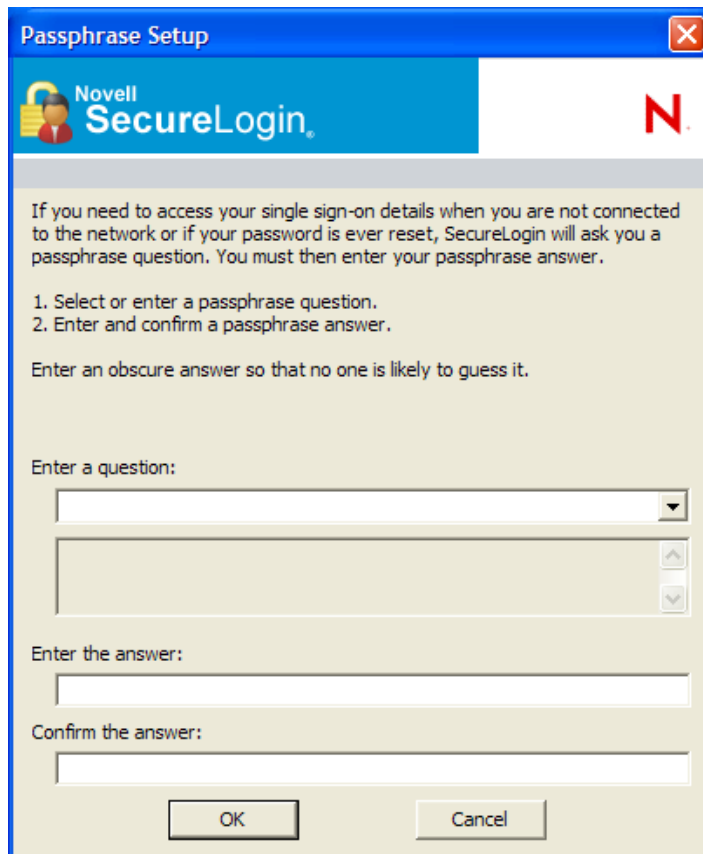 Passphrase Setup
Novell
SecureLogin®
N®
If you need to access your single sign-on details when you are not connected
to the network or if your password is ever reset, SecureLogin will ask you a
passphrase question. You must then enter your passphrase answer.
1. Select or enter a passphrase question.
2. Enter and confirm a passphrase answer.
Enter an obscure answer so that no one is likely to guess it.
Enter a question:
Enter the answer:
Confirm the answer:
OK
Cancel